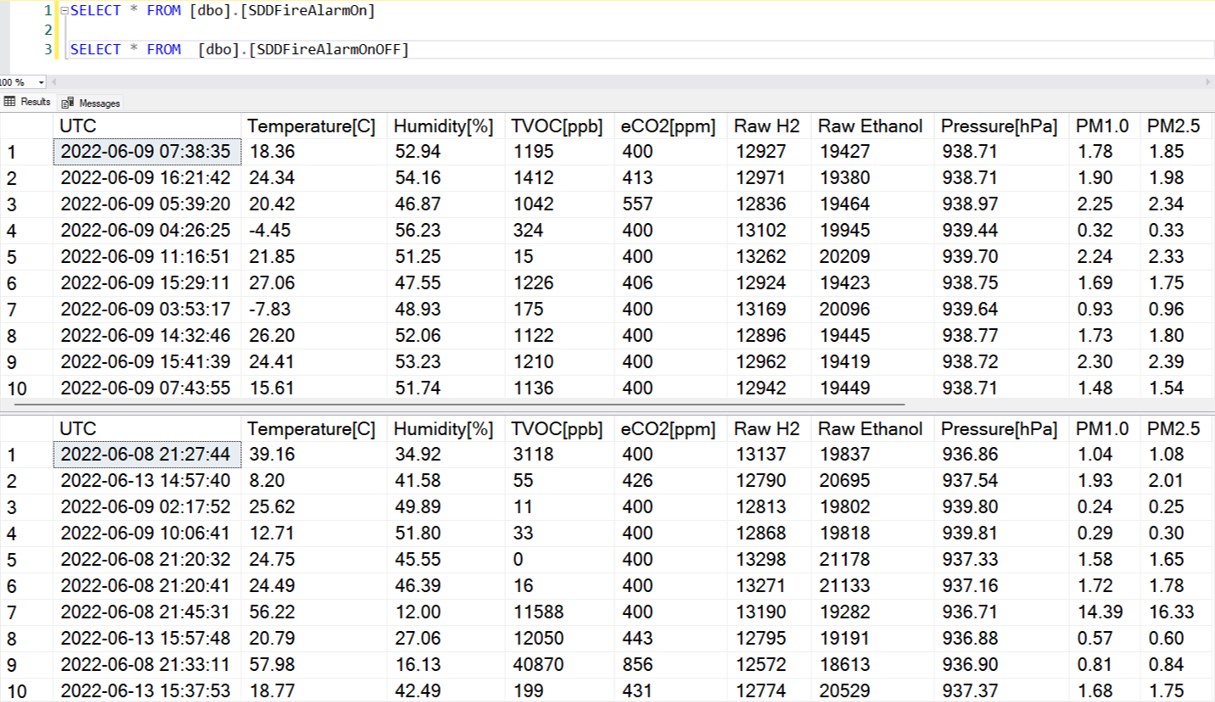 1 SELECT * FROM [dbo].[SDDFireAlarmOn]
2
3 SELECT * FROM [dbo].[SDDFireAlarmOnOFF]
100 %
Results Messages
UTC Temperature[C] Humidity[%] TVOC[ppb] eCO2[ppm] Raw H2 Raw Ethanol Pressure[hPa] PM1.0 PM2.5
1 2022-06-09 07:38:35 18.36 52.94 1195 400 12927 19427 938.71 1.78 1.85
2 2022-06-09 16:21:42 24.34 54.16 1412 413 12971 19380 938.71 1.90 1.98
3 2022-06-09 05:39:20 20.42 46.87 1042 557 12836 19464 938.97 2.25 2.34
4 2022-06-09 04:26:25 -4.45 56.23 324 400 13102 19945 939.44 0.32 0.33
5 2022-06-09 11:16:51 21.85 51.25 15 400 13262 20209 939.70 2.24 2.33
6 2022-06-09 15:29:11 27.06 47.55 1226 406 12924 19423 938.75 1.69 1.75
7 2022-06-09 03:53:17 -7.83 48.93 175 400 13169 20096 939.64 0.93 0.96
8 2022-06-09 14:32:46 26.20 52.06 1122 400 12896 19445 938.77 1.73 1.80
9 2022-06-09 15:41:39 24.41 53.23 1210 400 12962 19419 938.72 2.30 2.39
10 2022-06-09 07:43:55 15.61 51.74 1136 400 12942 19449 938.71 1.48 1.54
UTC Temperature[C] Humidity[%] TVOC[ppb] eCO2[ppm] Raw H2 Raw Ethanol Pressure[hPa] PM1.0 PM2.5
1 2022-06-08 21:27:44 39.16 34.92 3118 400 13137 19837 936.86 1.04 1.08
2 2022-06-13 14:57:40 8.20 41.58 55 426 12790 20695 937.54 1.93 2.01
3 2022-06-09 02:17:52 25.62 49.89 11 400 12813 19802 939.80 0.24 0.25
4 2022-06-09 10:06:41 12.71 51.80 33 400 12868 19818 939.81 0.29 0.30
5 2022-06-08 21:20:32 24.75 45.55 0 400 13298 21178 937.33 1.58 1.65
6 2022-06-08 21:20:41 24.49 46.39 16 400 13271 21133 937.16 1.72 1.78
7 2022-06-08 21:45:31 56.22 12.00 11588 400 13190 19282 936.71 14.39 16.33
8 2022-06-13 15:57:48 20.79 27.06 12050 443 12795 19191 936.88 0.57 0.60
9 2022-06-08 21:33:11 57.98 16.13 40870 856 12572 18613 936.90 0.81 0.84
10 2022-06-13 15:37:53 18.77 42.49 199 431 12774 20529 937.37 1.68 1.75